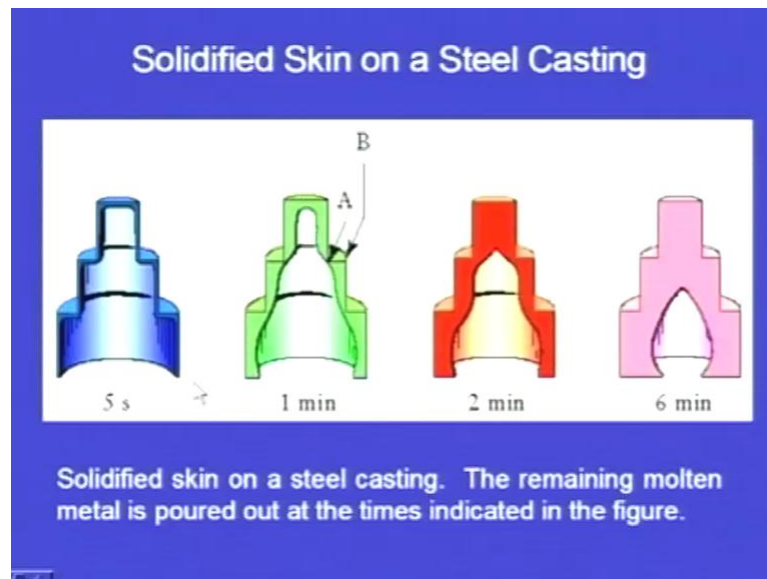 Solidified Skin on a Steel Casting
B
A
5 s
1 min
2 min
6 min
Solidified skin on a steel casting. The remaining molten
metal is poured out at the times indicated in the figure.